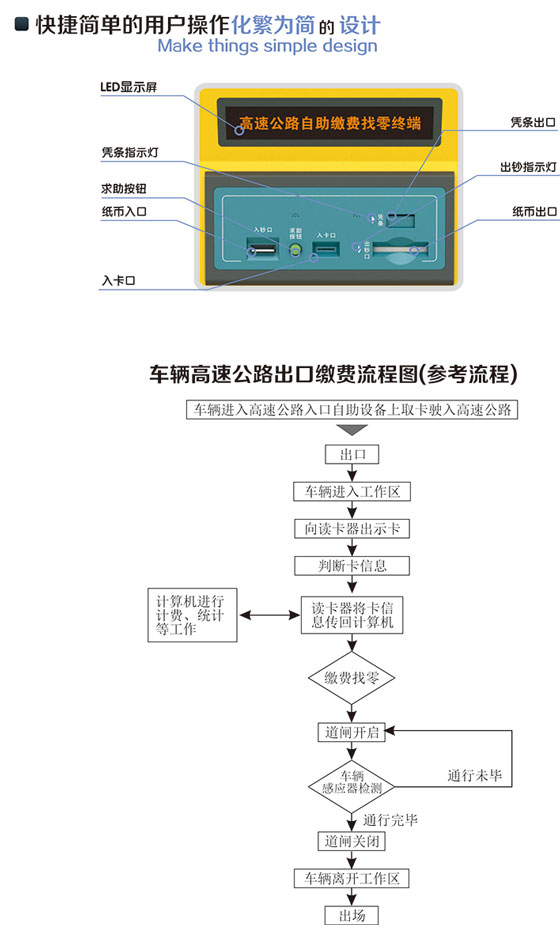 快捷简单的用户操作化繁为简的设计
Make things simple design
LED显示屏
高速公路自助缴费找零终端
凭条出口
凭条指示灯
出钞指示灯
求助按钮
纸币入口
纸币出口
入卡口
凭条
入钞口
求助
按钮
入卡口
出钞口
车辆高速公路出口缴费流程图(参考流程)
车辆进入高速公路入口自助设备上取卡驶入高速公路
出口
车辆进入工作区
向读卡器出示卡
判断卡信息
计算机进行
计费、统计
等工作
读卡器将卡信
息传回计算机
缴费找零
道闸开启
车辆
感应器检测
通行未毕
通行完毕
道闸关闭
车辆离开工作区
出场